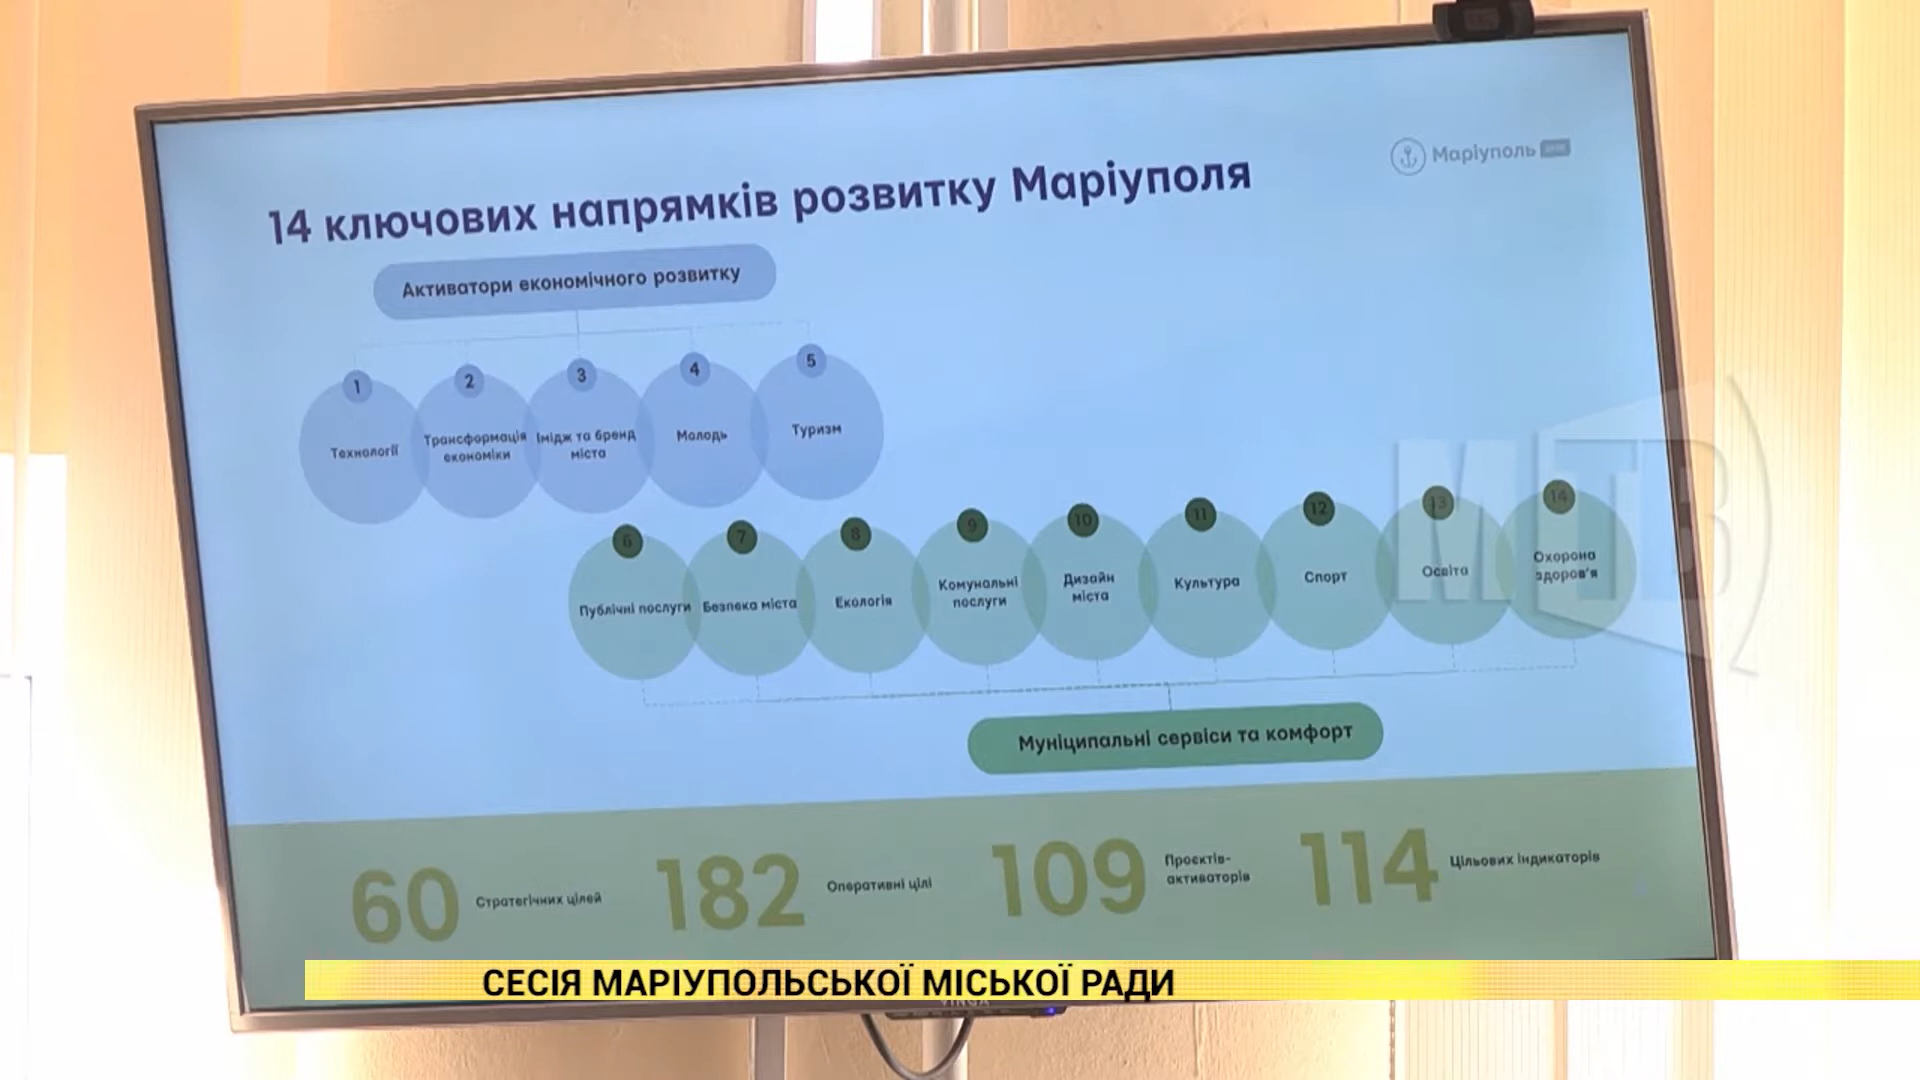 Маріуполь
14 ключових напрямків розвитку Маріуполя
Активатори економічного розвитку
1
2
3
4
5
Технології
Трансформація
економіки
Імідж та бренд
міста
Молодь
Туризм
6
7
8
9
10
11
12
13
14
Публічні послуги
Безпека міста
Екологія
Комунальні
послуги
Дизайн
міста
Культура
Спорт
Освіта
Охорона
здоров'я
МТВ
Муніципальні сервіси та комфорт
60
Стратегічних цілей
182
Оперативні цілі
109
Проєктів-
активаторів
114
Цільових індикаторів
СЕСІЯ МАРІУПОЛЬСЬКОЇ МІСЬКОЇ РАДИ
VINGA